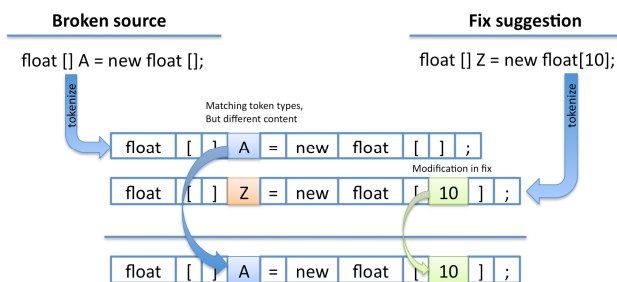 Broken source
Fix suggestion
float [] A = new float [];
float [] Z = new float[10];
tokenize
tokenize
Matching token types,
But different content
float [ ] A = new float [ ] ;
Modification in fix
float [ ] Z = new float [ 10 ] ;
float [ ] A = new float [ 10 ] ;